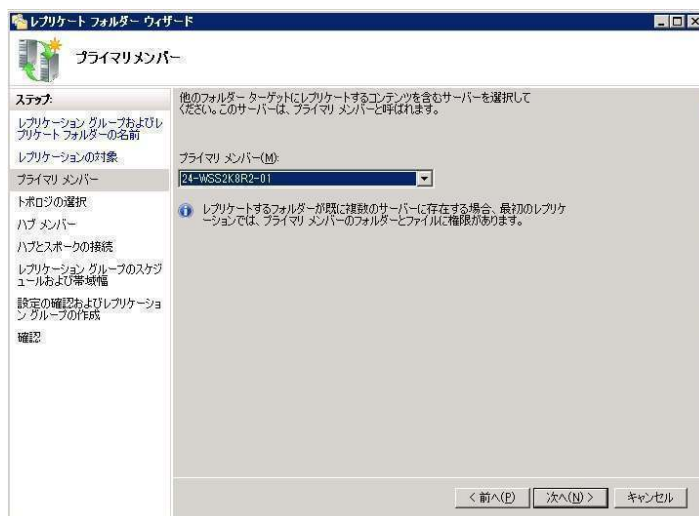 レプリケート フォルダー ウィザード
プライマリ メンバー
ステップ:
レプリケーション グループおよびレ
プリケート フォルダーの名前
レプリケーションの対象
プライマリ メンバー
トポロジの選択
ハブ メンバー
ハブとスポークの接続
レプリケーション グループのスケジ
ュールおよび帯域幅
設定の確認およびレプリケーショ
ン グループの作成
確認
他のフォルダー ターゲットにレプリケートするコンテンツを含むサーバーを選択して
ください。このサーバーは、プライマリ メンバーと呼ばれます。
プライマリ メンバー(M):
24-WSS2K8R2-01
レプリケートするフォルダーが既に複数のサーバーに存在する場合、最初のレプリケ
ーションでは、プライマリ メンバーのフォルダーとファイルに権限があります。
< 前へ(P)
次へ(N) >
キャンセル